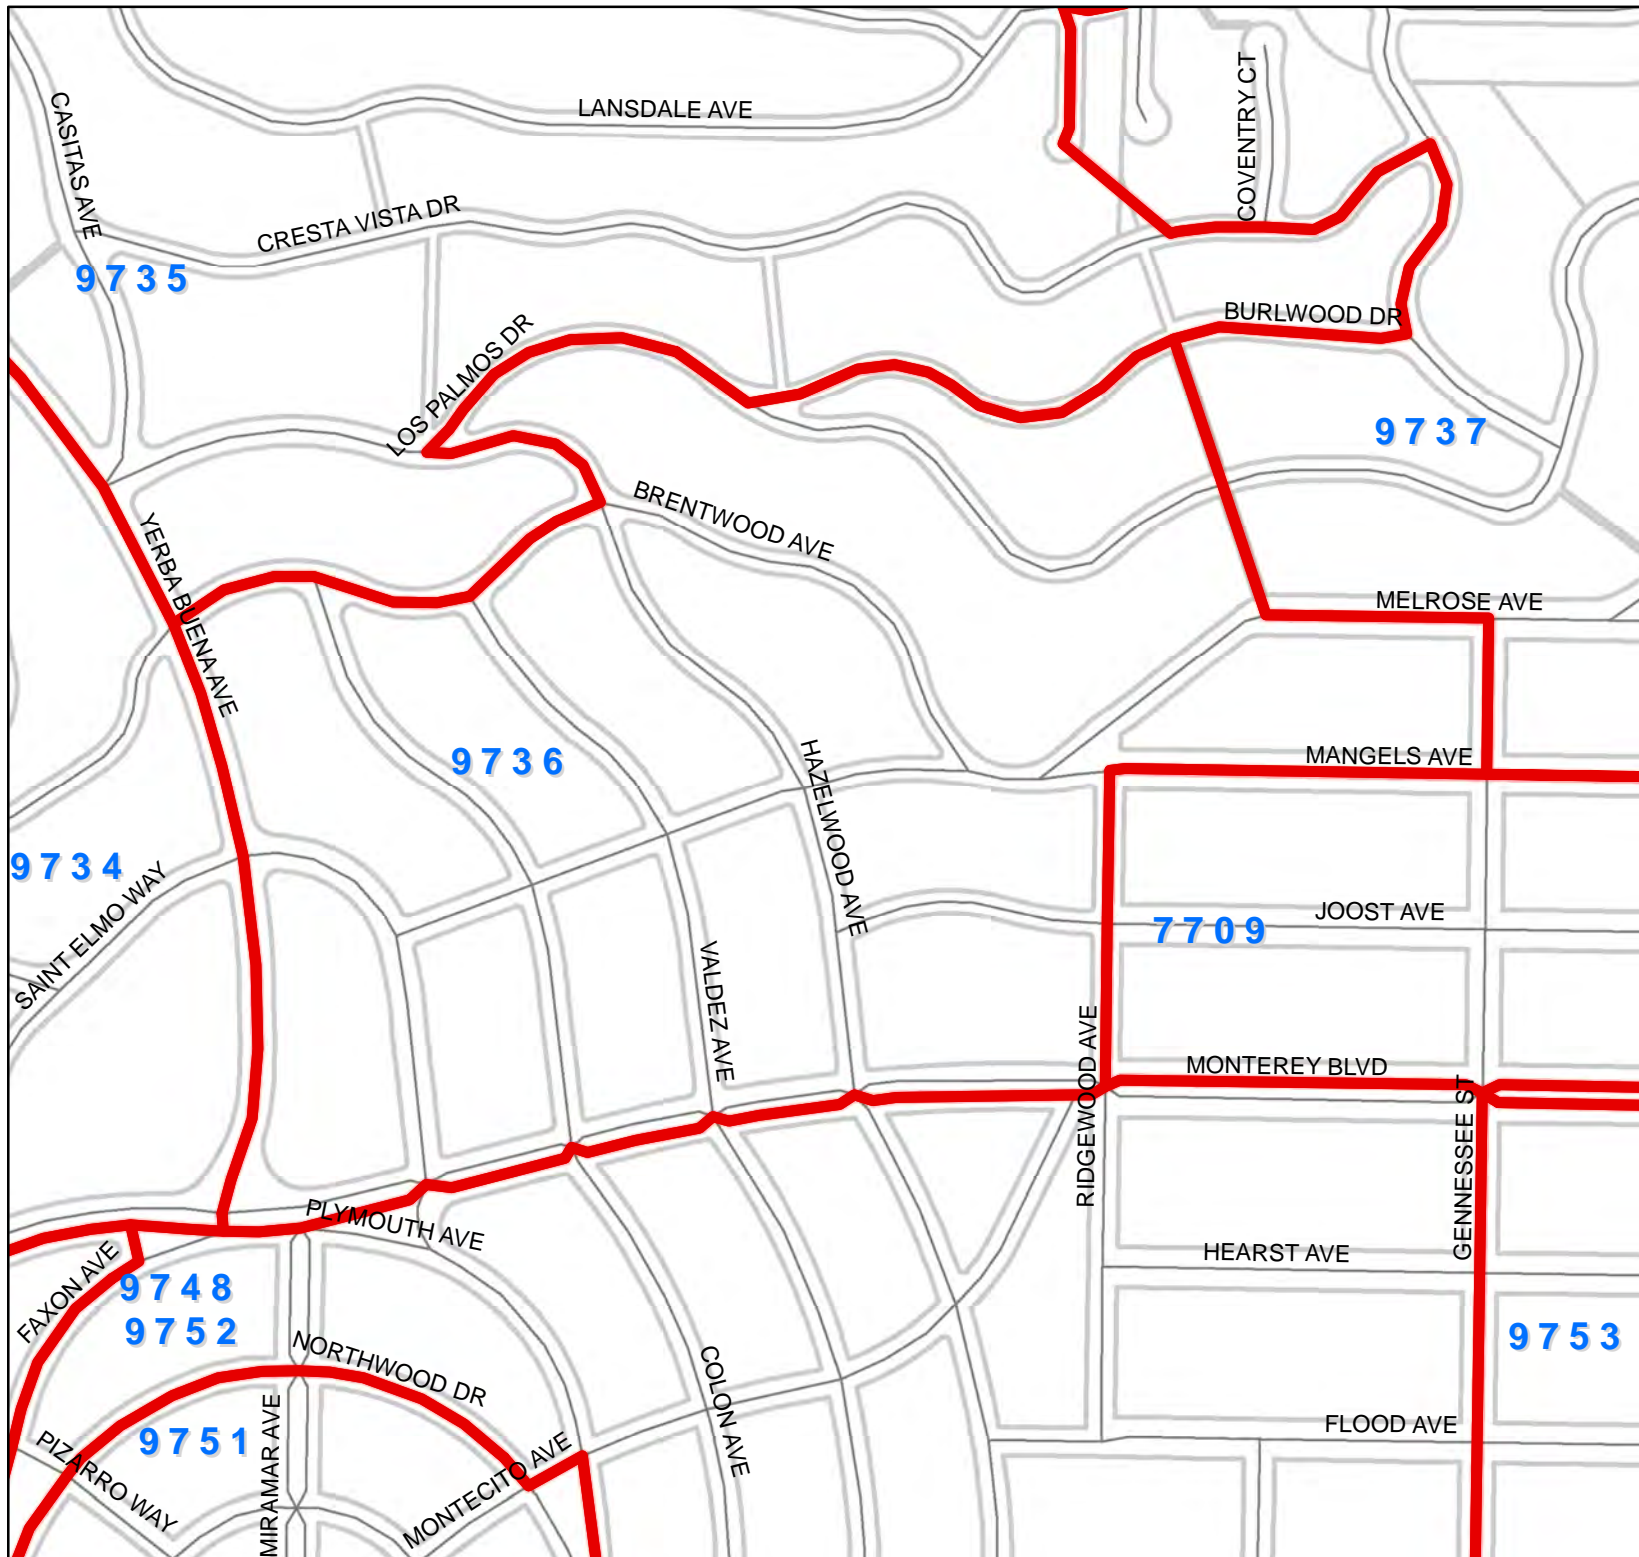 LANSDALE AVE
COVENTRY CT
CASITAS AVE
CRESTA VISTA DR
9735
BURLWOOD DR
LOS PALMOS DR
9737
BRENTWOOD AVE
YERBA BUENA AVE
MELROSE AVE
9736
HAZELWOOD AVE
MANGELS AVE
9734
SAINT ELMO WAY
JOOST AVE
7709
VALDEZ AVE
RIDGEWOOD AVE
MONTEREY BLVD
GENNESSEE ST
PLYMOUTH AVE
HEARST AVE
FAXON AVE
9748
9752
9753
NORTHWOOD DR
COLON AVE
MIRAMAR AVE
FLOOD AVE
9751
PIZARRO WAY
MONTECITO AVE